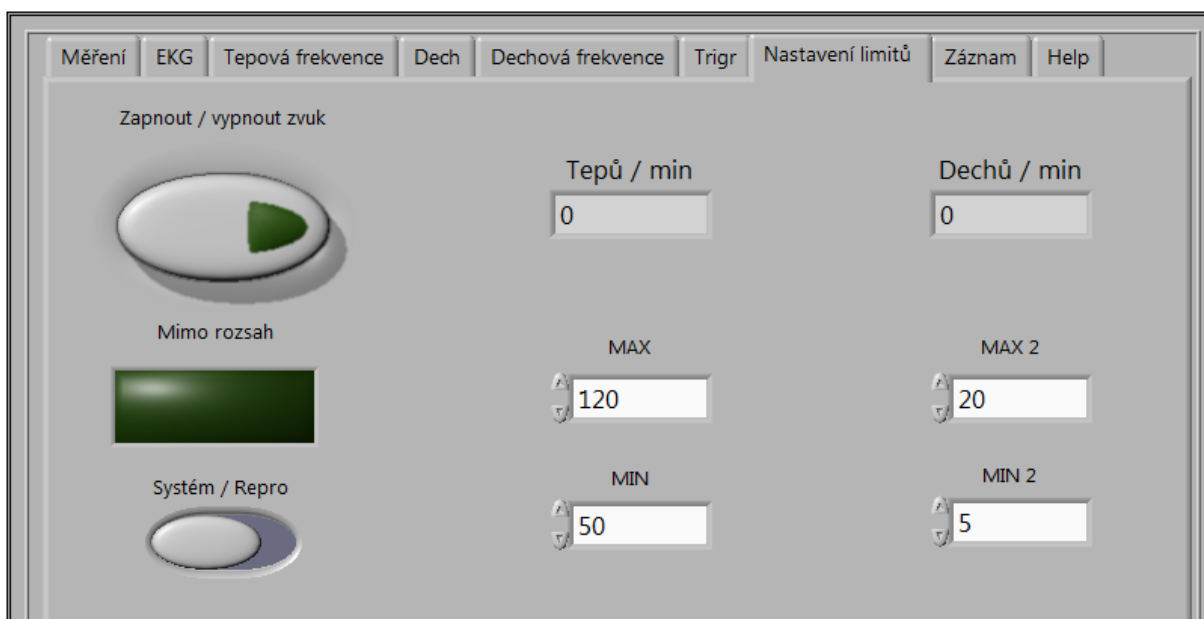 Měření EKG Tepová frekvence Dech Dechová frekvence Trigr Nastavení limitů Záznam Help
Zapnout / vypnout zvuk
Tepů / min Dechů / min
0 0
Mimo rozsah
MAX MAX 2
120 20
Systém / Repro
MIN MIN 2
50 5